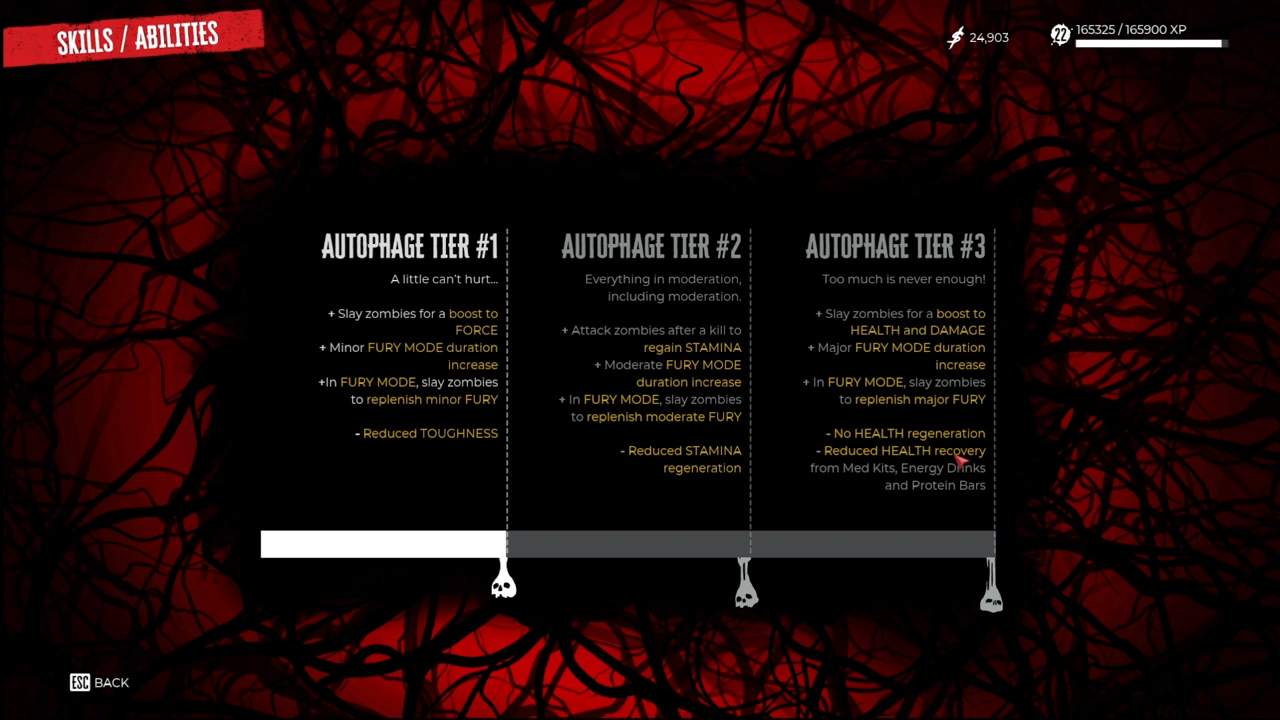 SKILLS / ABILITIES
24,903
22
165325 / 165900 XP
AUTOPHAGE TIER #1
A little can't hurt...
+ Slay zombies for a boost to
FORCE
+ Minor FURY MODE duration
increase
+In FURY MODE, slay zombies
to replenish minor FURY
- Reduced TOUGHNESS
AUTOPHAGE TIER #2
Everything in moderation,
including moderation.
+ Attack zombies after a kill to
regain STAMINA
+ Moderate FURY MODE
duration increase
+ In FURY MODE, slay zombies
to replenish moderate FURY
- Reduced STAMINA
regeneration
AUTOPHAGE TIER #3
Too much is never enough!
+ Slay zombies for a boost to
HEALTH and DAMAGE
+ Major FURY MODE duration
increase
+ In FURY MODE, slay zombies
to replenish major FURY
- No HEALTH regeneration
- Reduced HEALTH recovery
from Med Kits, Energy Drinks
and Protein Bars
ESC BACK